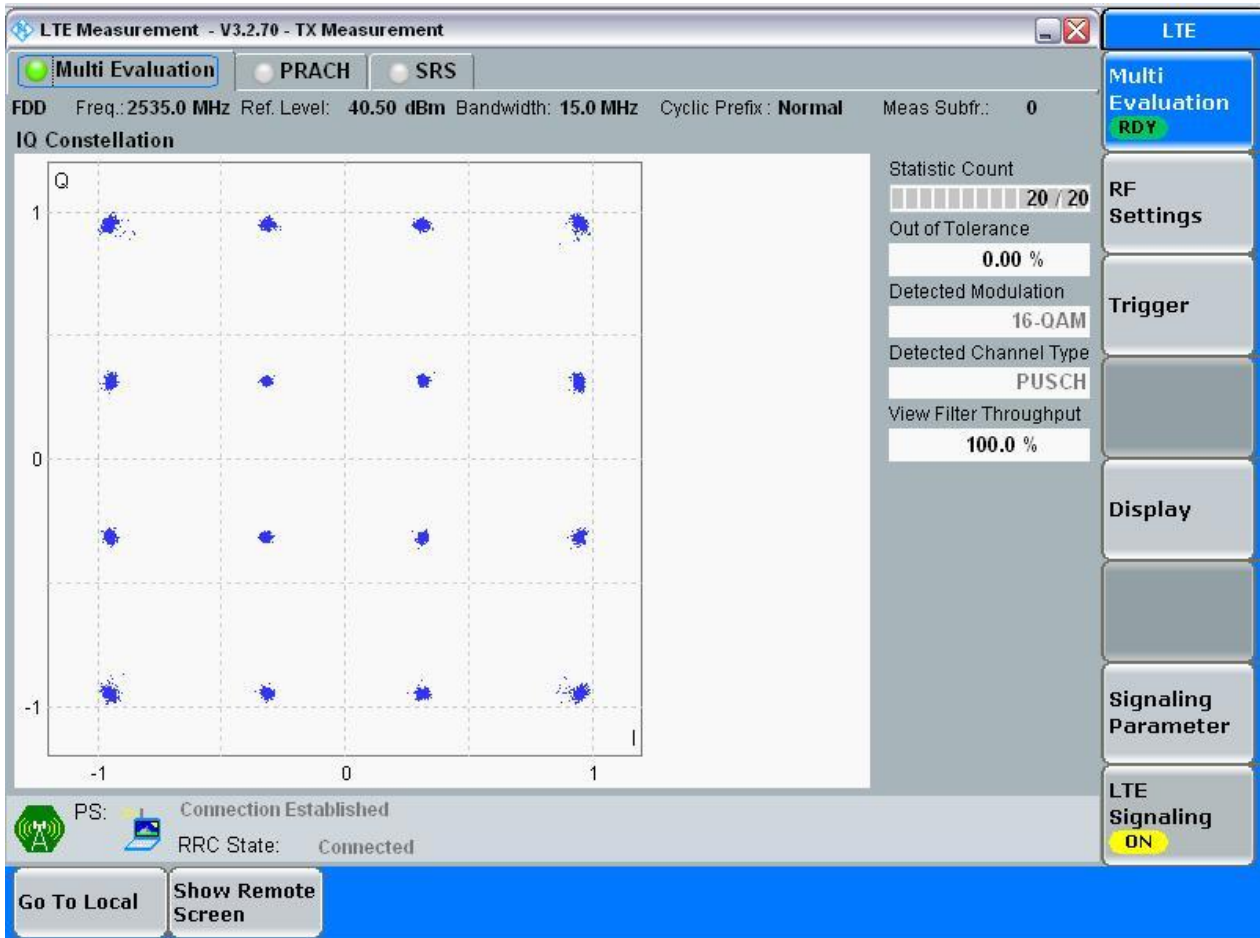 LTE Measurement - V3.2.70 - TX Measurement
LTE
Multi Evaluation PRACH SRS
FDD Freq.: 2535.0 MHz Ref. Level: 40.50 dBm Bandwidth: 15.0 MHz Cyclic Prefix : Normal Meas Subfr.: 0
IQ Constellation
Q
1
0
-1
I
-1 0 1
Statistic Count
20 / 20
Out of Tolerance
0.00 %
Detected Modulation
16-QAM
Detected Channel Type
PUSCH
View Filter Throughput
100.0 %
Multi
Evaluation
RDY
RF
Settings
Trigger
Display
Signaling
Parameter
LTE
Signaling
ON
PS: Connection Established
RRC State: Connected
Go To Local
Show Remote
Screen